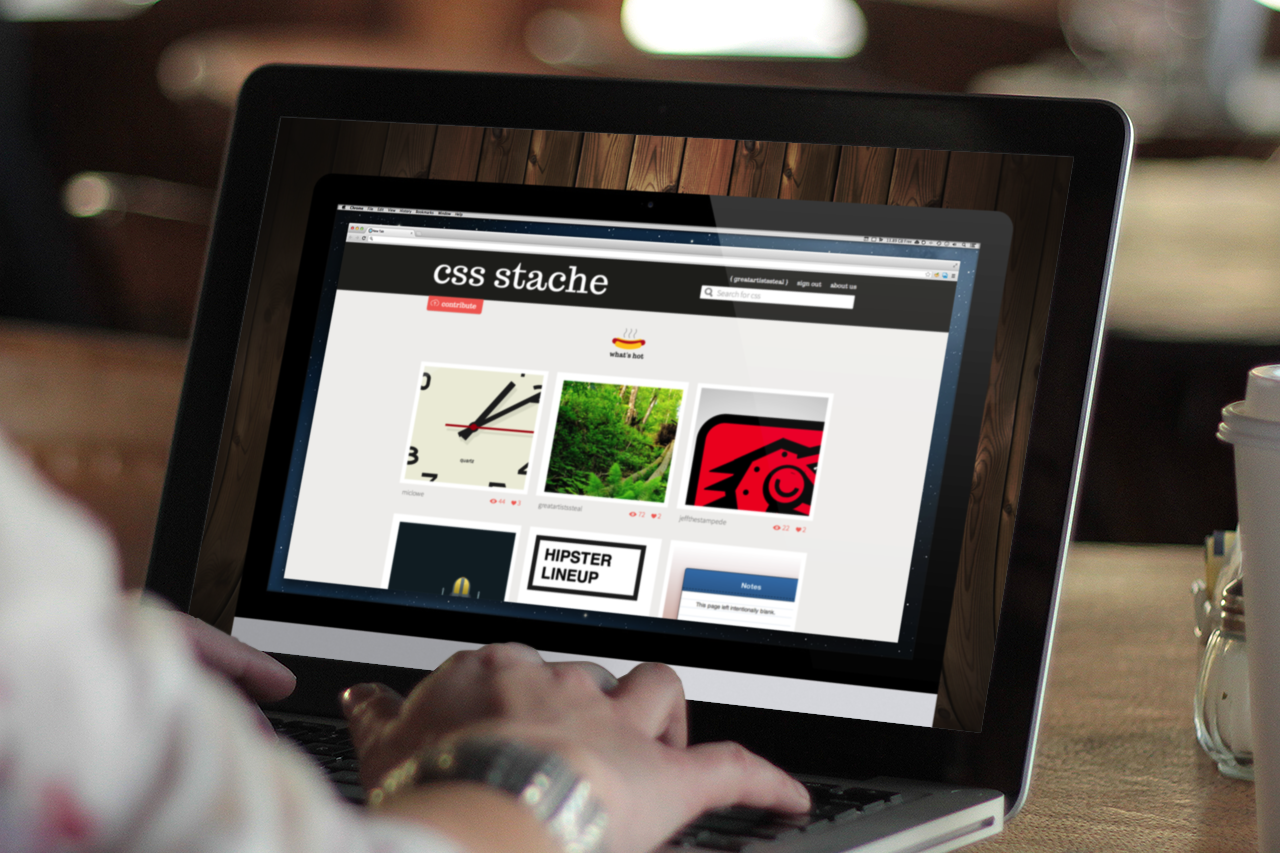 css stache
{ greatartistssteal } sign out about us
Search for css
contribute
what's hot
QUARTZ
greatartistssteal
44 3
72 2
jeffthestampede
22 2
HIPSTER
LINEUP
Notes
This page left intentionally blank.